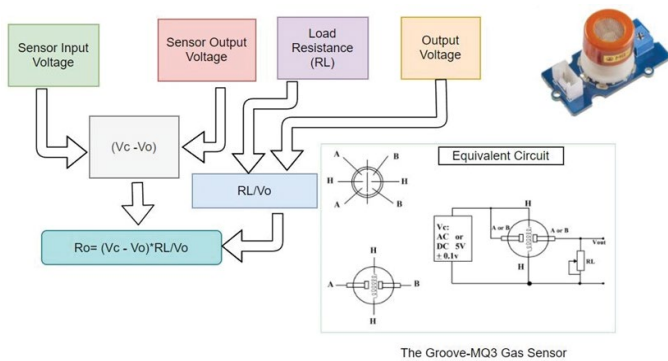 Sensor Input
Voltage
Sensor Output
Voltage
Load
Resistance
(RL)
Output
Voltage
(Vc -Vo)
RL/Vo
Ro= (Vc - Vo)*RL/Vo
Equivalent Circuit
A
B
H
H
A
B
H
A
B
H
Vc:
AC or
DC 5V
± 0.1v
H
A or B
A or B
H
Vout
RL
The Groove-MQ3 Gas Sensor